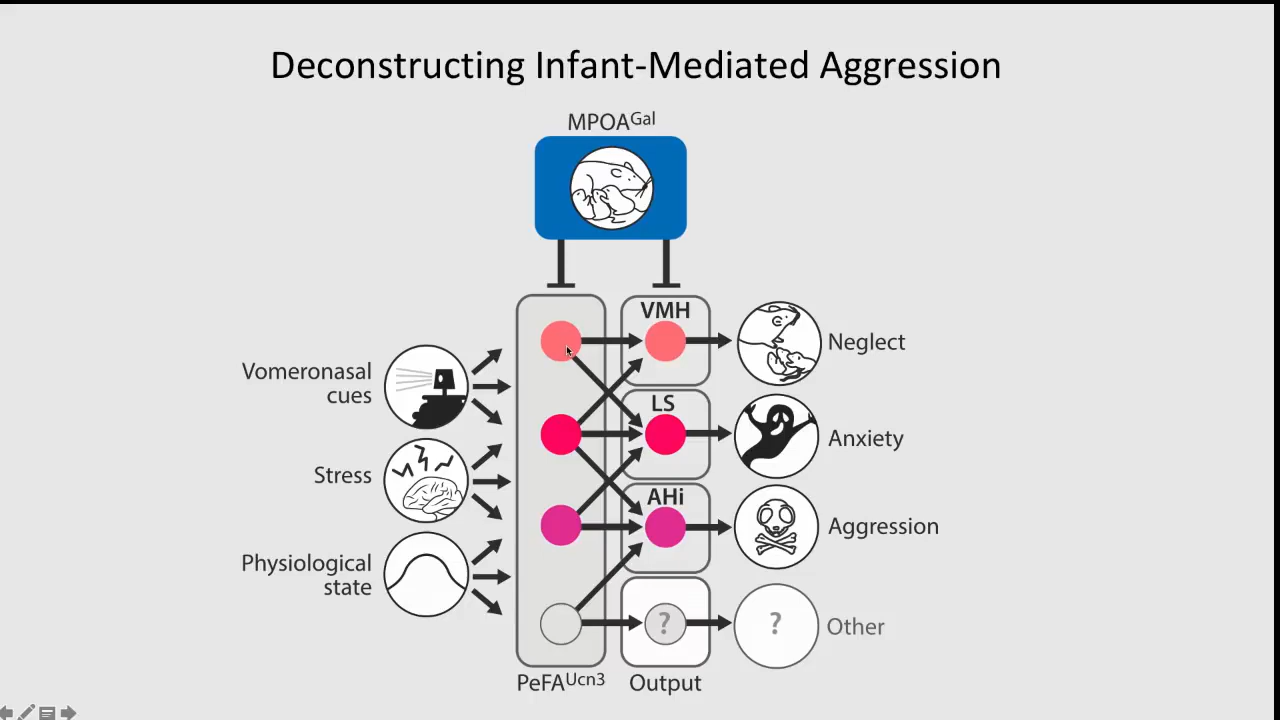 Deconstructing Infant-Mediated Aggression
MPOAGal
VMH
Neglect
Vomeronasal
cues
LS
Anxiety
Stress
AHi
Aggression
Physiological
state
?
?
Other
PeFAUcn3
Output